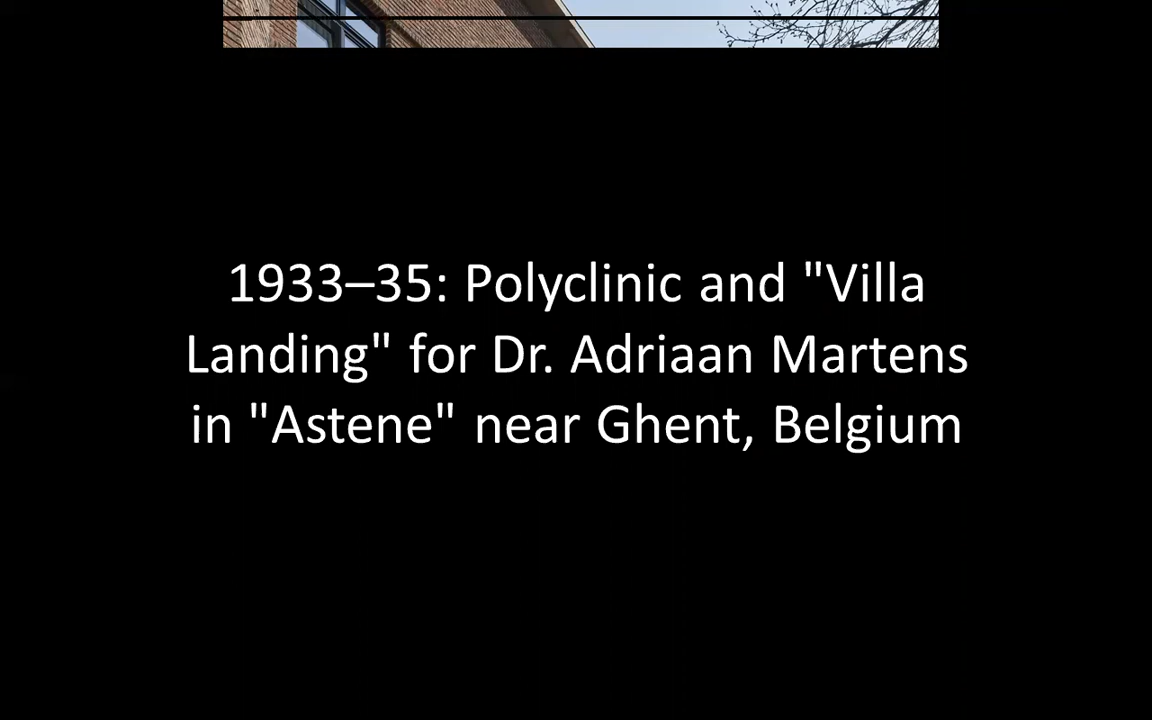 1933–35: Polyclinic and "Villa
Landing" for Dr. Adriaan Martens
in "Astene" near Ghent, Belgium